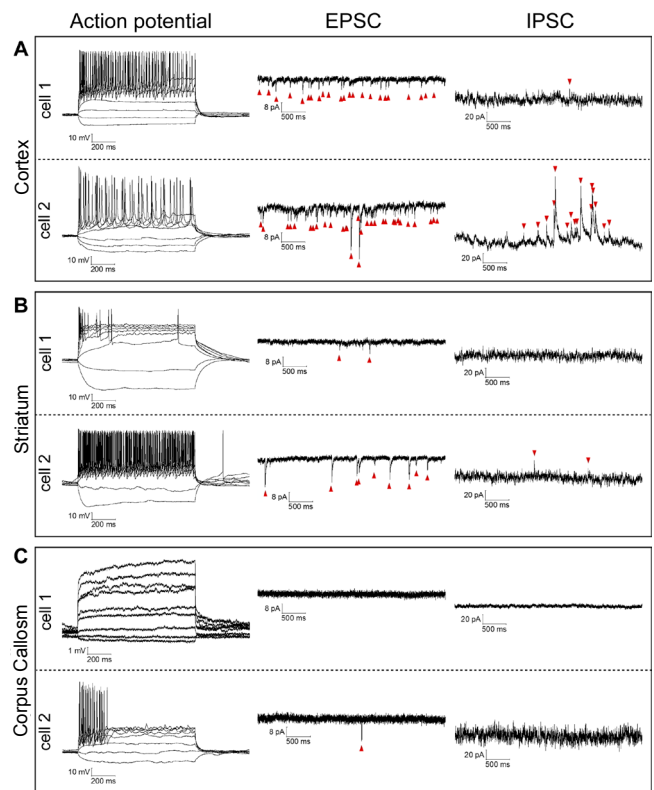 Action potential EPSC IPSC
A
Cortex
cell 1
10 mV
200 ms
8 pA
500 ms
20 pA
500 ms
cell 2
10 mV
200 ms
8 pA
500 ms
20 pA
500 ms
B
Striatum
cell 1
10 mV
200 ms
8 pA
500 ms
20 pA
500 ms
cell 2
10 mV
200 ms
8 pA
500 ms
20 pA
500 ms
C
Corpus Callosm
cell 1
1 mV
200 ms
8 pA
500 ms
20 pA
500 ms
cell 2
10 mV
200 ms
8 pA
500 ms
20 pA
500 ms